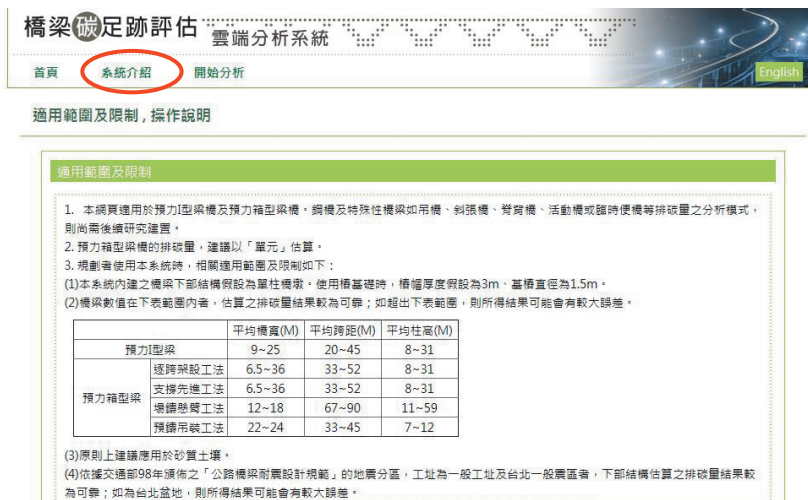 橋梁碳足跡評估 雲端分析系統
首頁 系統介紹 開始分析 English
適用範圍及限制 , 操作說明
適用範圍及限制
1. 本網頁適用於預力I型梁橋及預力箱型梁橋。鋼橋及特殊性橋梁如吊橋、斜張橋、脊背橋、活動橋或臨時便橋等排碳量之分析模式，
則尚需後續研究建置。
2. 預力箱型梁橋的排碳量，建議以「單元」估算。
3. 規劃者使用本系統時，相關適用範圍及限制如下：
(1)本系統內建之橋梁下部結構假設為單柱橋墩。使用樁基礎時，樁帽厚度假設為3m、基樁直徑為1.5m。
(2)橋梁數值在下表範圍內者，估算之排碳量結果較為可靠；如超出下表範圍，則所得結果可能會有較大誤差。
平均橋寬(M) 平均跨距(M) 平均柱高(M)
預力I型梁 9~25 20~45 8~31
預力箱型梁 逐跨架設工法 6.5~36 33~52 8~31
支撐先進工法 6.5~36 33~52 8~31
場鑄懸臂工法 12~18 67~90 11~59
預鑄吊裝工法 22~24 33~45 7~12
(3)原則上建議應用於砂質土壤。
(4)依據交通部98年頒佈之「公路橋梁耐震設計規範」的地震分區，工址為一般工址及台北一般震區者，下部結構估算之排碳量結果較
為可靠；如為台北盆地，則所得結果可能會有較大誤差。